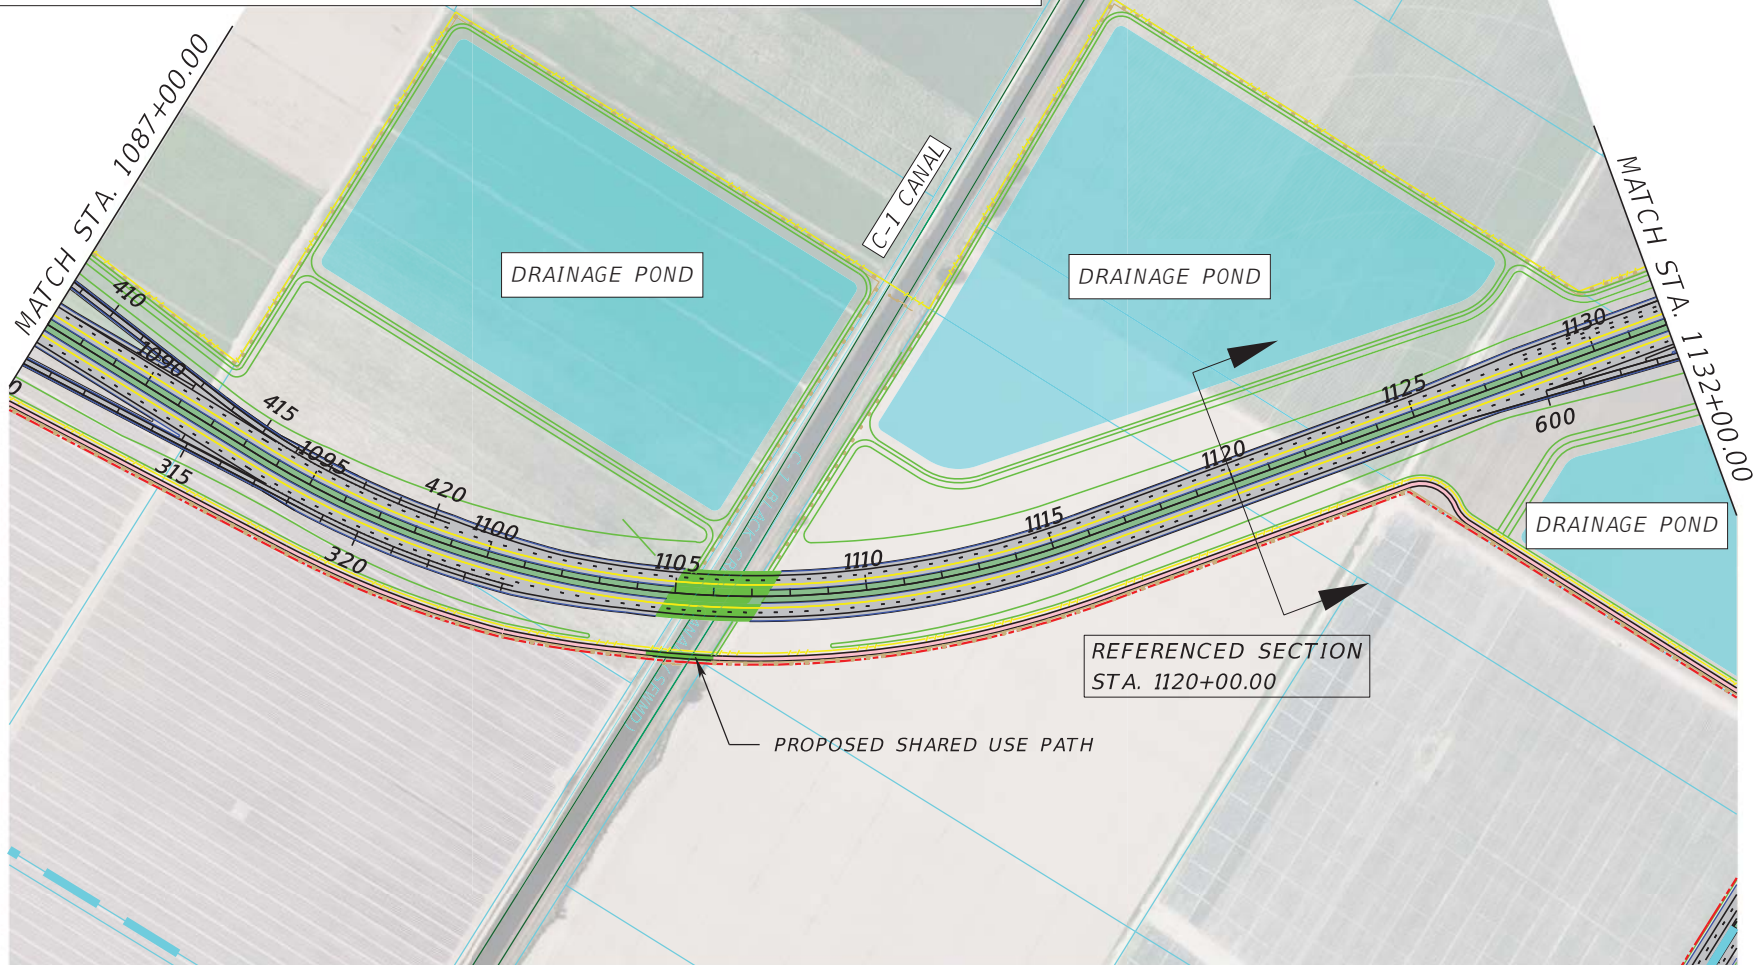 MATCH STA. 1087+00.00
C-1 CANAL
MATCH STA. 1132+00.00
DRAINAGE POND
DRAINAGE POND
410
1090
415
1095
420
1100
1105
1110
1115
1120
1125
1130
600
315
320
DRAINAGE POND
REFERENCED SECTION
STA. 1120+00.00
PROPOSED SHARED USE PATH